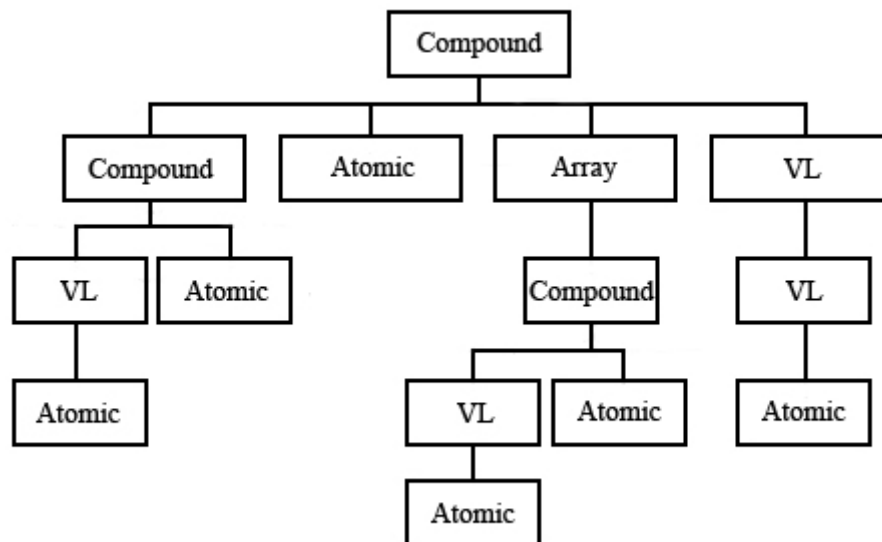 Compound
Compound
Atomic
Array
VL
VL
Atomic
Compound
VL
Atomic
VL
Atomic
Atomic
Atomic